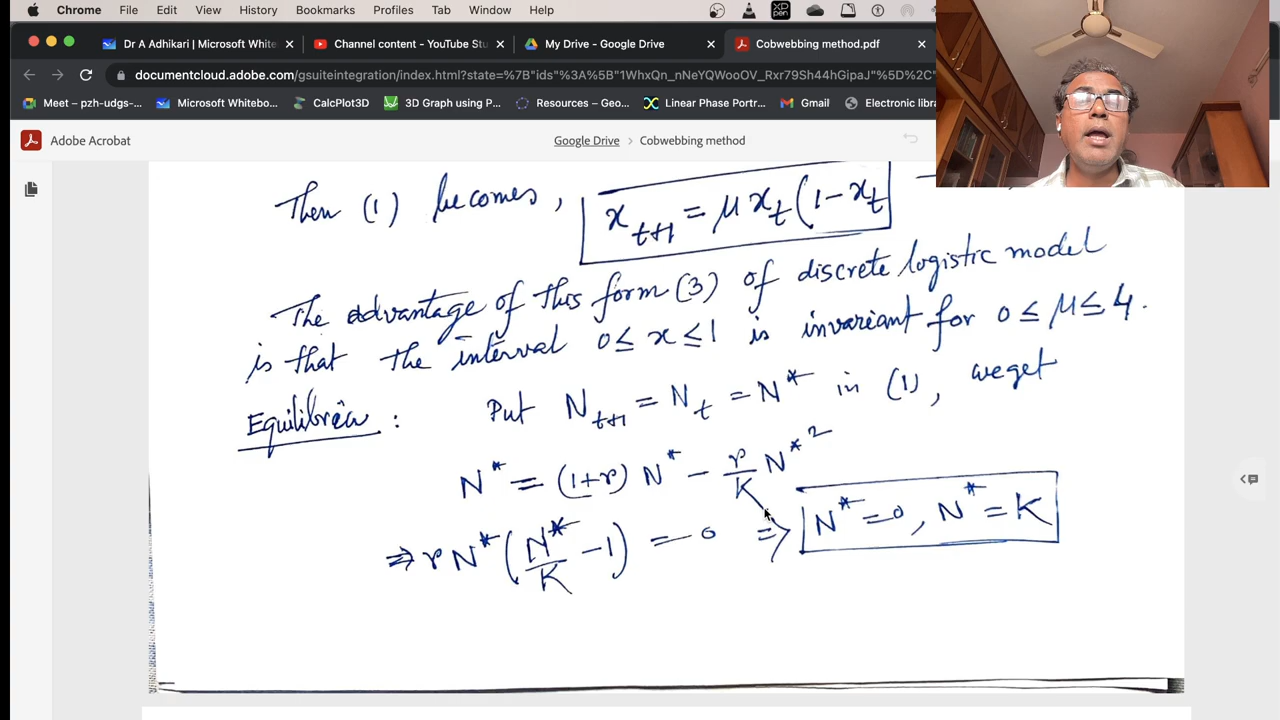 Chrome File Edit View History Bookmarks Profiles Tab Window Help
Dr A Adhikari | Microsoft White × Channel content - YouTube Stu × My Drive - Google Drive × Cobwebbing method.pdf ×
documentcloud.adobe.com/gsuiteintegration/index.html?state=%7B"ids"%3A%5B"1WhxQn_nNeYQWooOV_Rxr79Sh44hGipaJ"%5D%2C"
Meet – pzh-udgs-... Microsoft Whitebo... CalcPlot3D 3D Graph using P... Resources – Geo... Linear Phase Portr... Gmail Electronic libra
Adobe Acrobat Google Drive > Cobwebbing method
Then (1) becomes, x_{t+1} = μ x_t (1 - x_t) —
The advantage of this form (3) of discrete logistic model
is that the interval 0 ≤ x ≤ 1 is invariant for 0 ≤ μ ≤ 4.
Equilibria : Put N_{t+1} = N_t = N* in (1), we get
N* = (1+r) N* - r/K N*²
⇒ r N* (N*/K - 1) = 0 ⇒ N* = 0, N* = K